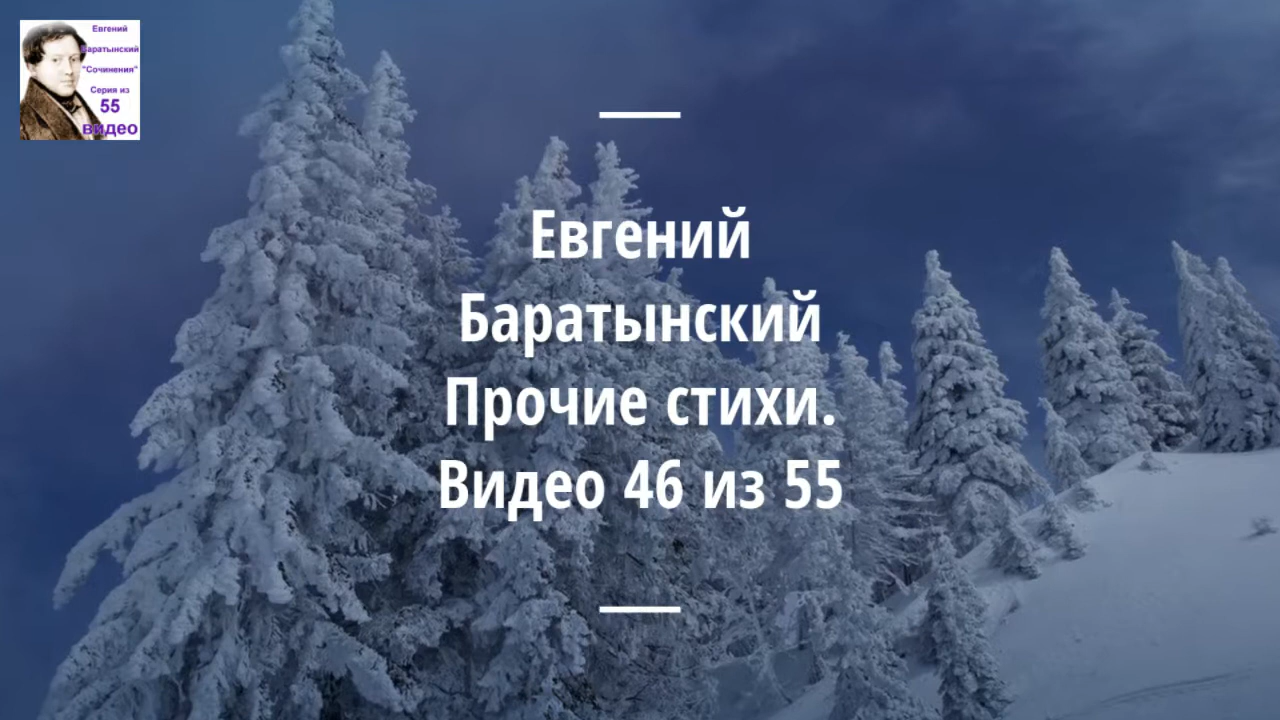 Евгений
Баратынский
"Сочинения"
Серия из
55
видео
Евгений
Баратынский
Прочие стихи.
Видео 46 из 55